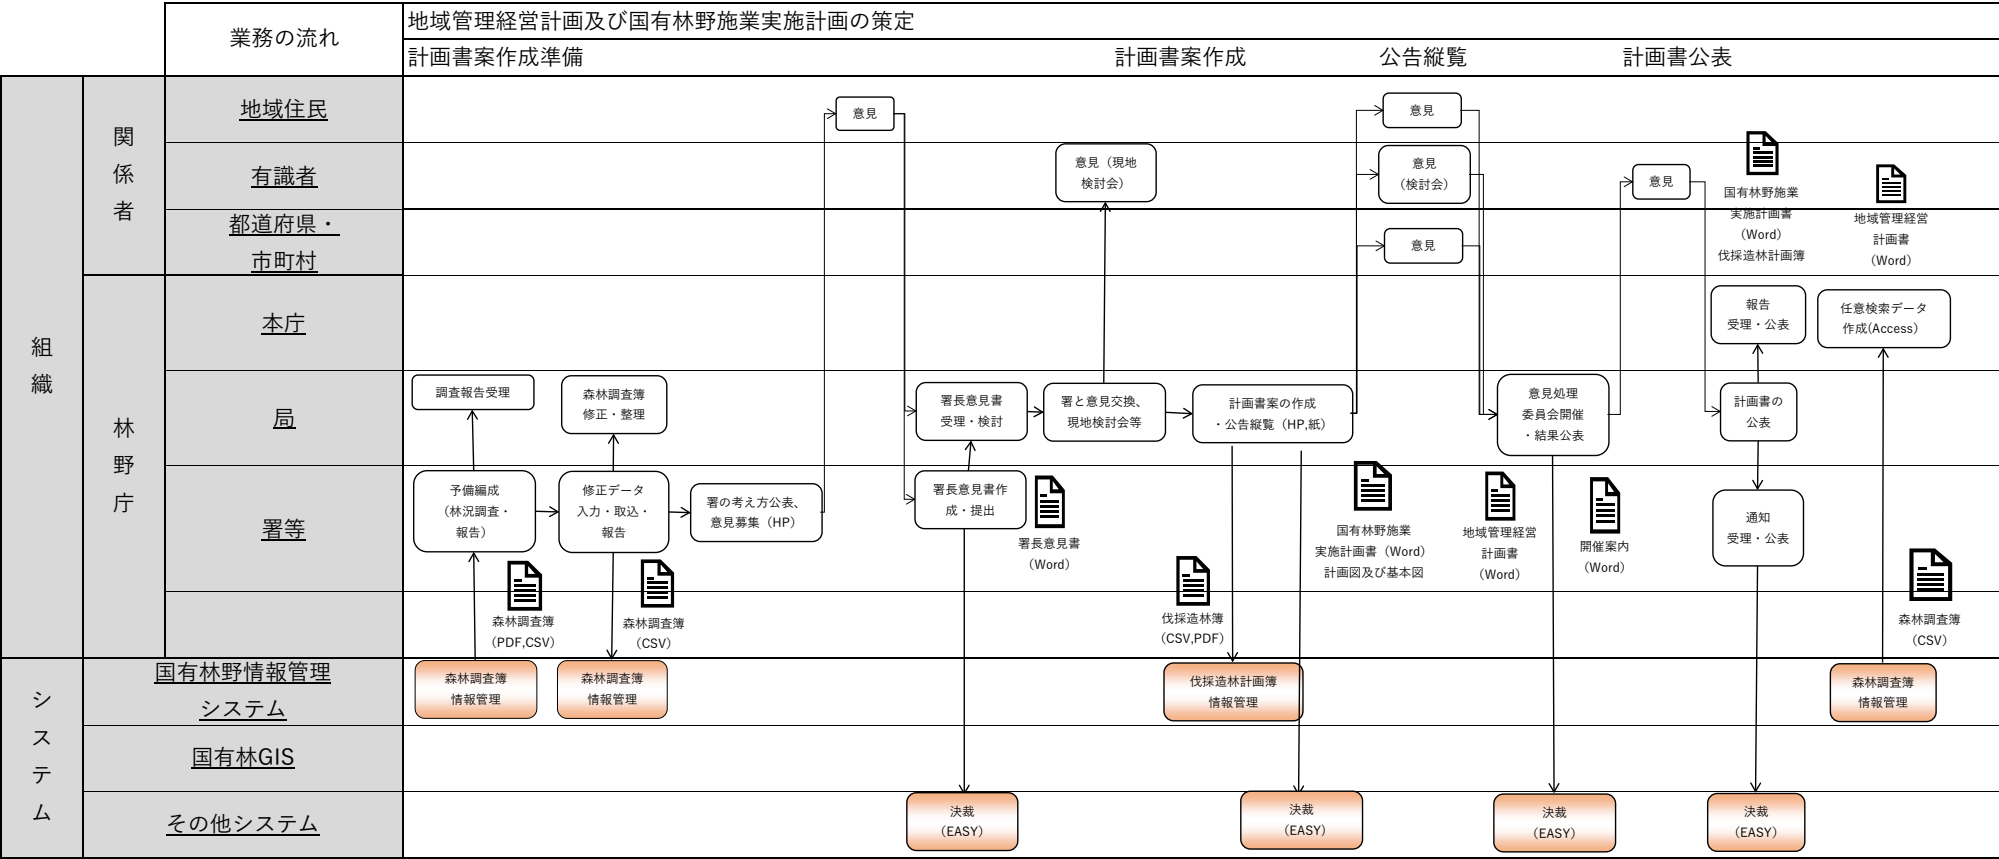 業務の流れ
地域管理経営計画及び国有林野施業実施計画の策定
計画書案作成準備
計画書案作成
公告縦覧
計画書公表
組織
関係者
地域住民
意見
意見
有識者
意見（現地
検討会）
意見
（検討会）
意見
国有林野施業
実施計画書
（Word）
伐採造林計画簿
地域管理経営
計画書
（Word）
都道府県・
市町村
意見
林野庁
本庁
報告
受理・公表
任意検索データ
作成(Access)
局
調査報告受理
森林調査簿
修正・整理
署長意見書
受理・検討
署と意見交換、
現地検討会等
計画書案の作成
・公告縦覧（HP,紙）
意見処理
委員会開催
・結果公表
計画書の
公表
署等
予備編成
（林況調査・
報告）
修正データ
入力・取込・
報告
署の考え方公表、
意見募集（HP）
署長意見書作
成・提出
署長意見書
（Word）
国有林野施業
実施計画書（Word）
計画図及び基本図
地域管理経営
計画書
（Word）
開催案内
（Word）
通知
受理・公表
森林調査簿
（PDF,CSV）
森林調査簿
（CSV）
伐採造林簿
（CSV,PDF）
森林調査簿
（CSV）
システム
国有林野情報管理
システム
森林調査簿
情報管理
森林調査簿
情報管理
伐採造林計画簿
情報管理
森林調査簿
情報管理
国有林GIS
その他システム
決裁
（EASY）
決裁
（EASY）
決裁
（EASY）
決裁
（EASY）